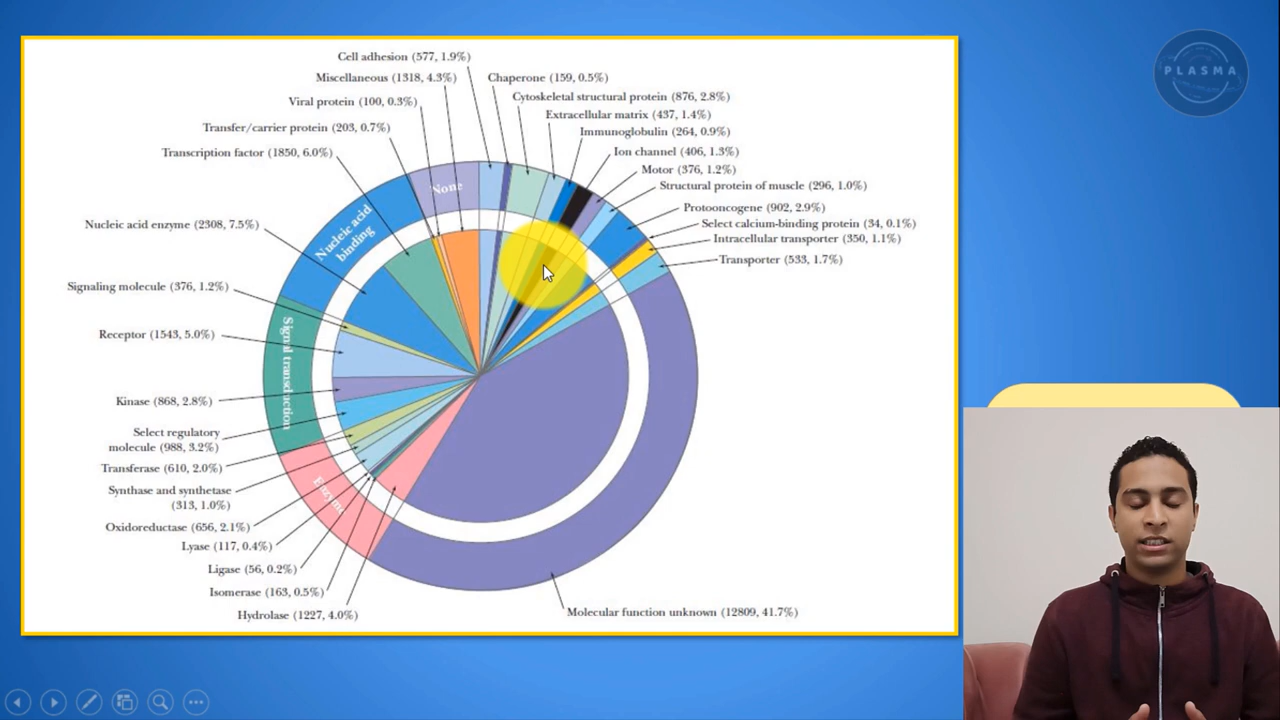 PLASMA
Cell adhesion (577, 1.9%)
Miscellaneous (1318, 4.3%)
Viral protein (100, 0.3%)
Transfer/carrier protein (203, 0.7%)
Transcription factor (1850, 6.0%)
Nucleic acid enzyme (2308, 7.5%)
Signaling molecule (376, 1.2%)
Receptor (1543, 5.0%)
Kinase (868, 2.8%)
Select regulatory
molecule (988, 3.2%)
Transferase (610, 2.0%)
Synthase and synthetase
(313, 1.0%)
Oxidoreductase (656, 2.1%)
Lyase (117, 0.4%)
Ligase (56, 0.2%)
Isomerase (163, 0.5%)
Hydrolase (1227, 4.0%)
Chaperone (159, 0.5%)
Cytoskeletal structural protein (876, 2.8%)
Extracellular matrix (437, 1.4%)
Immunoglobulin (264, 0.9%)
Ion channel (406, 1.3%)
Motor (376, 1.2%)
Structural protein of muscle (296, 1.0%)
Protooncogene (902, 2.9%)
Select calcium-binding protein (34, 0.1%)
Intracellular transporter (350, 1.1%)
Transporter (533, 1.7%)
Molecular function unknown (12809, 41.7%)
None
Nucleic acid
binding
Signal transduction
Enzyme